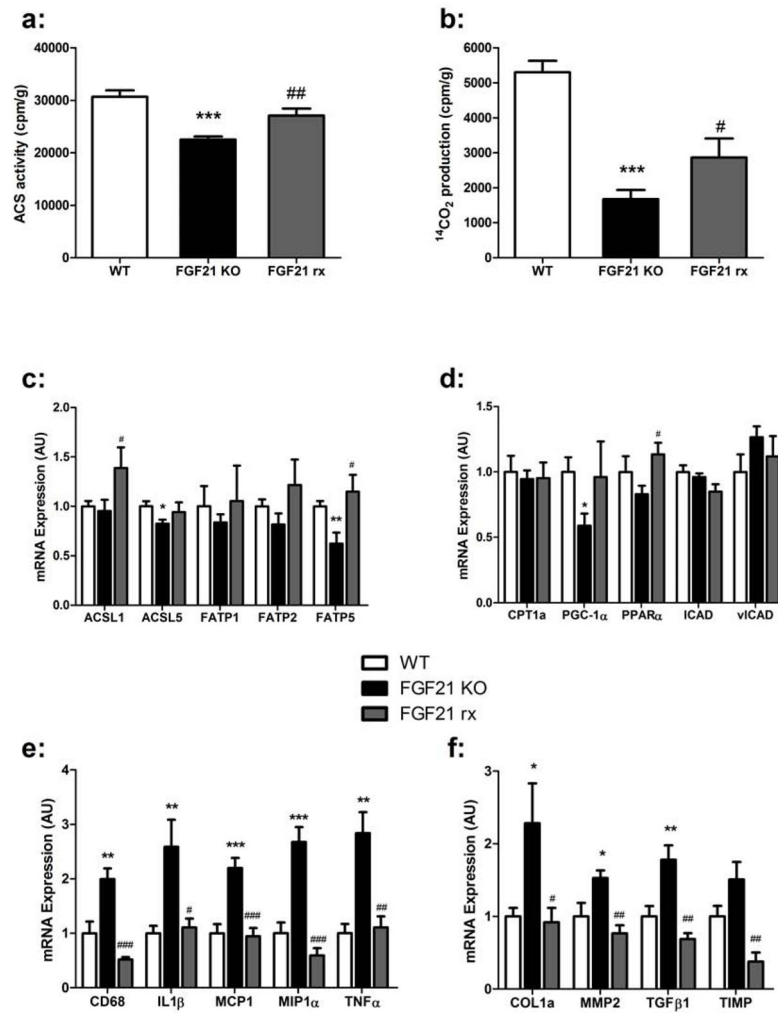 a:
ACS activity (cpm/g)
40000
30000
20000
10000
0
***
##
WT
FGF21 KO
FGF21 rx
b:
¹⁴CO₂ production (cpm/g)
6000
5000
4000
3000
2000
1000
0
***
#
WT
FGF21 KO
FGF21 rx
c:
mRNA Expression (AU)
2.0
1.5
1.0
0.5
0.0
#
*
**
#
ACSL1
ACSL5
FATP1
FATP2
FATP5
d:
mRNA Expression (AU)
1.5
1.0
0.5
0.0
*
#
CPT1a
PGC-1α
PPARα
lCAD
vlCAD
WT
FGF21 KO
FGF21 rx
e:
mRNA Expression (AU)
4
3
2
1
0
**
###
**
#
***
###
***
###
**
##
CD68
IL1β
MCP1
MIP1α
TNFα
f:
mRNA Expression (AU)
3
2
1
0
*
#
*
##
**
##
##
COL1a
MMP2
TGFβ1
TIMP